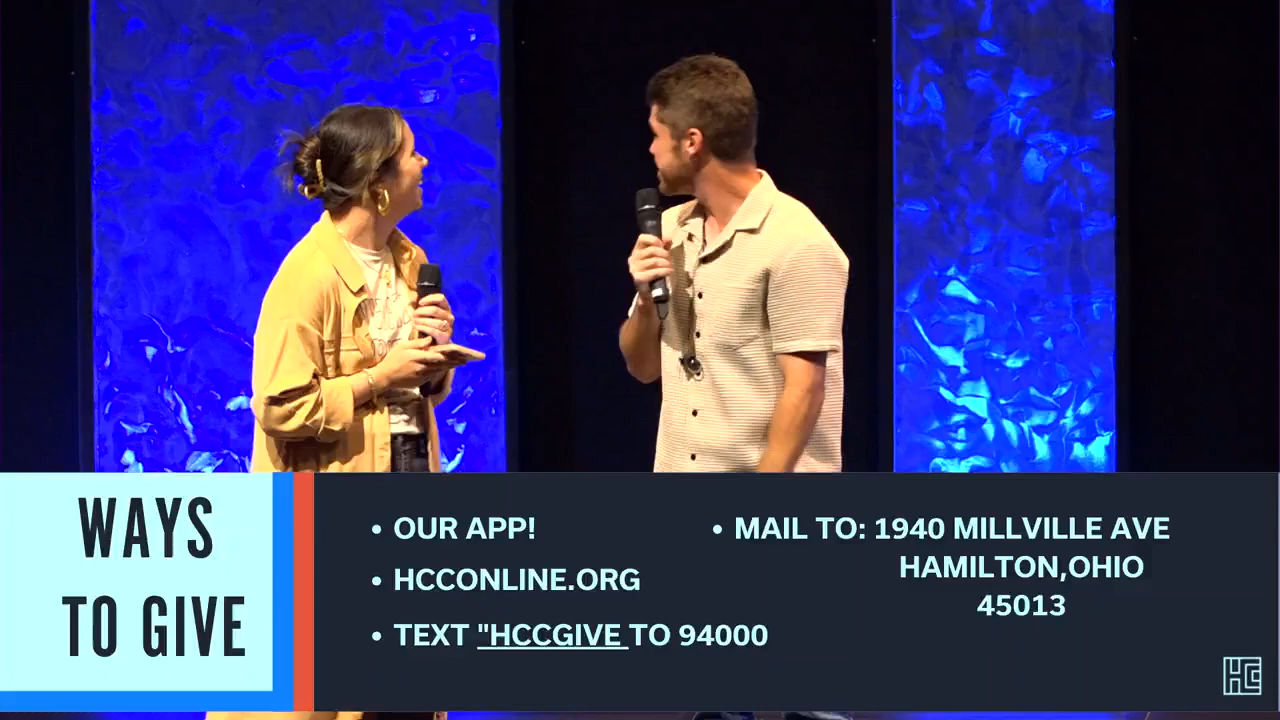 WAYS
TO GIVE
• OUR APP!
• HCCONLINE.ORG
• TEXT "HCCGIVE TO 94000
• MAIL TO: 1940 MILLVILLE AVE
HAMILTON,OHIO
45013
HCC